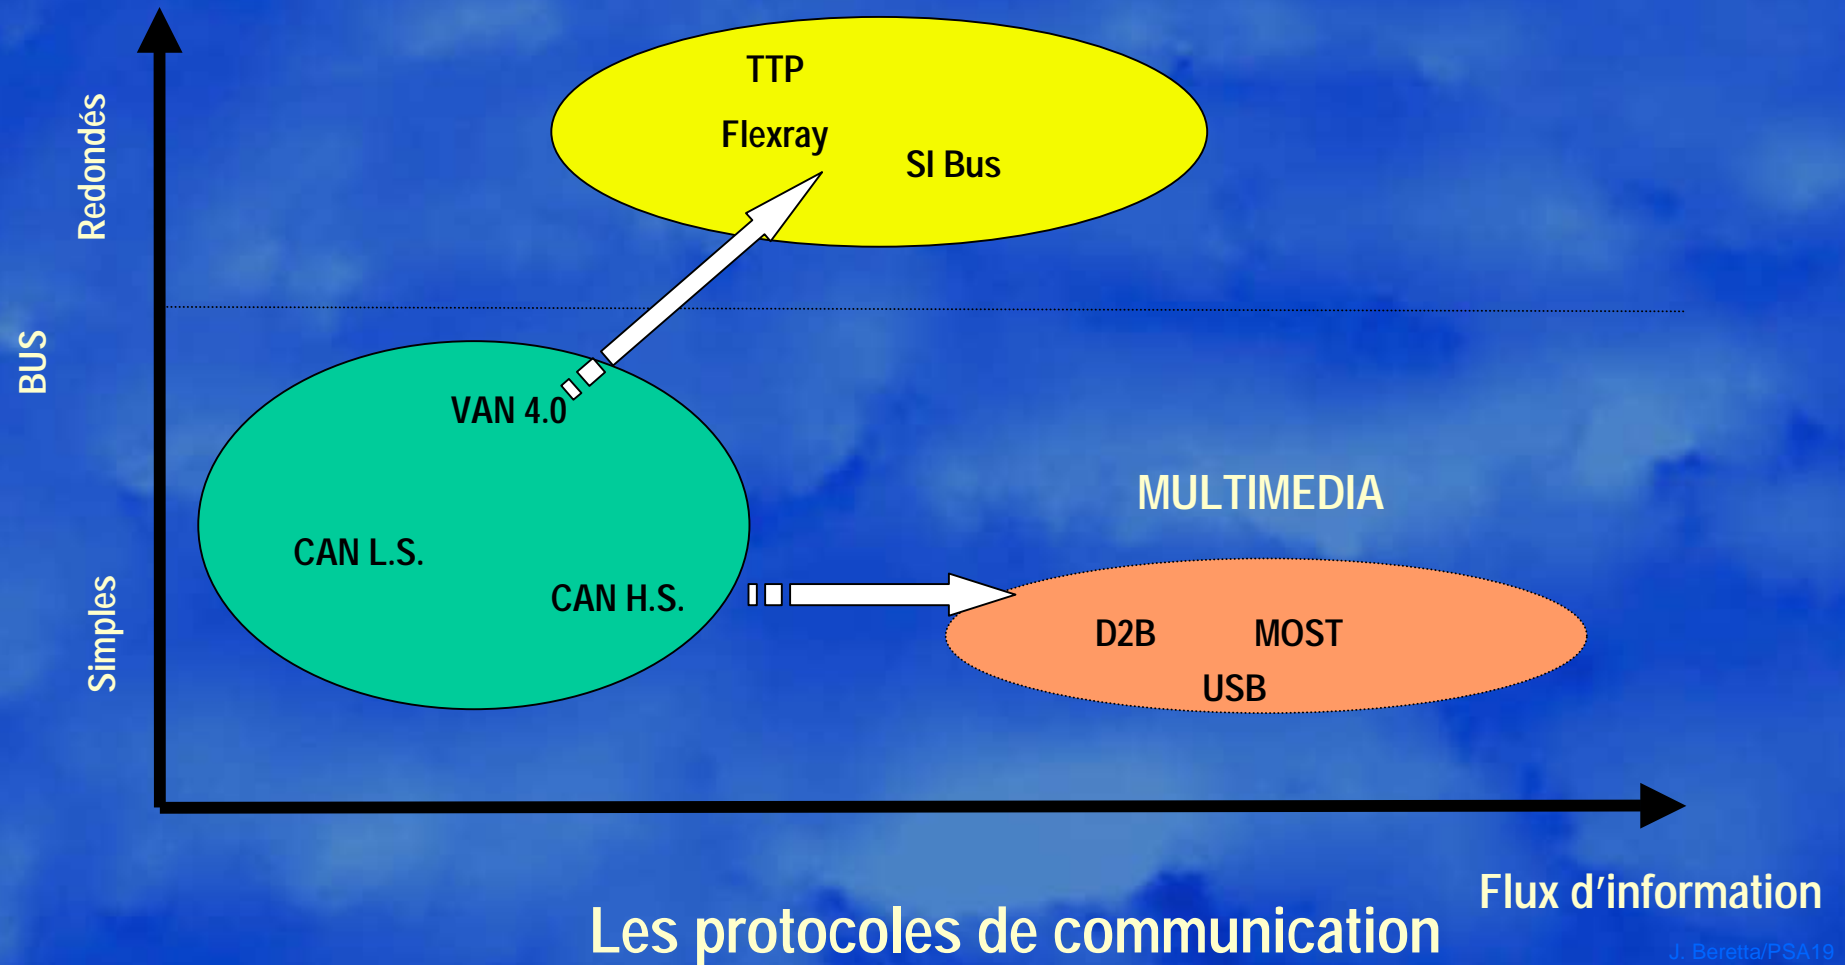 TTP
Flexray
SI Bus
Redondés
BUS
Simples
VAN 4.0
CAN L.S.
CAN H.S.
MULTIMEDIA
D2B MOST
USB
Flux d'information
Les protocoles de communication
J. Beretta/PSA19